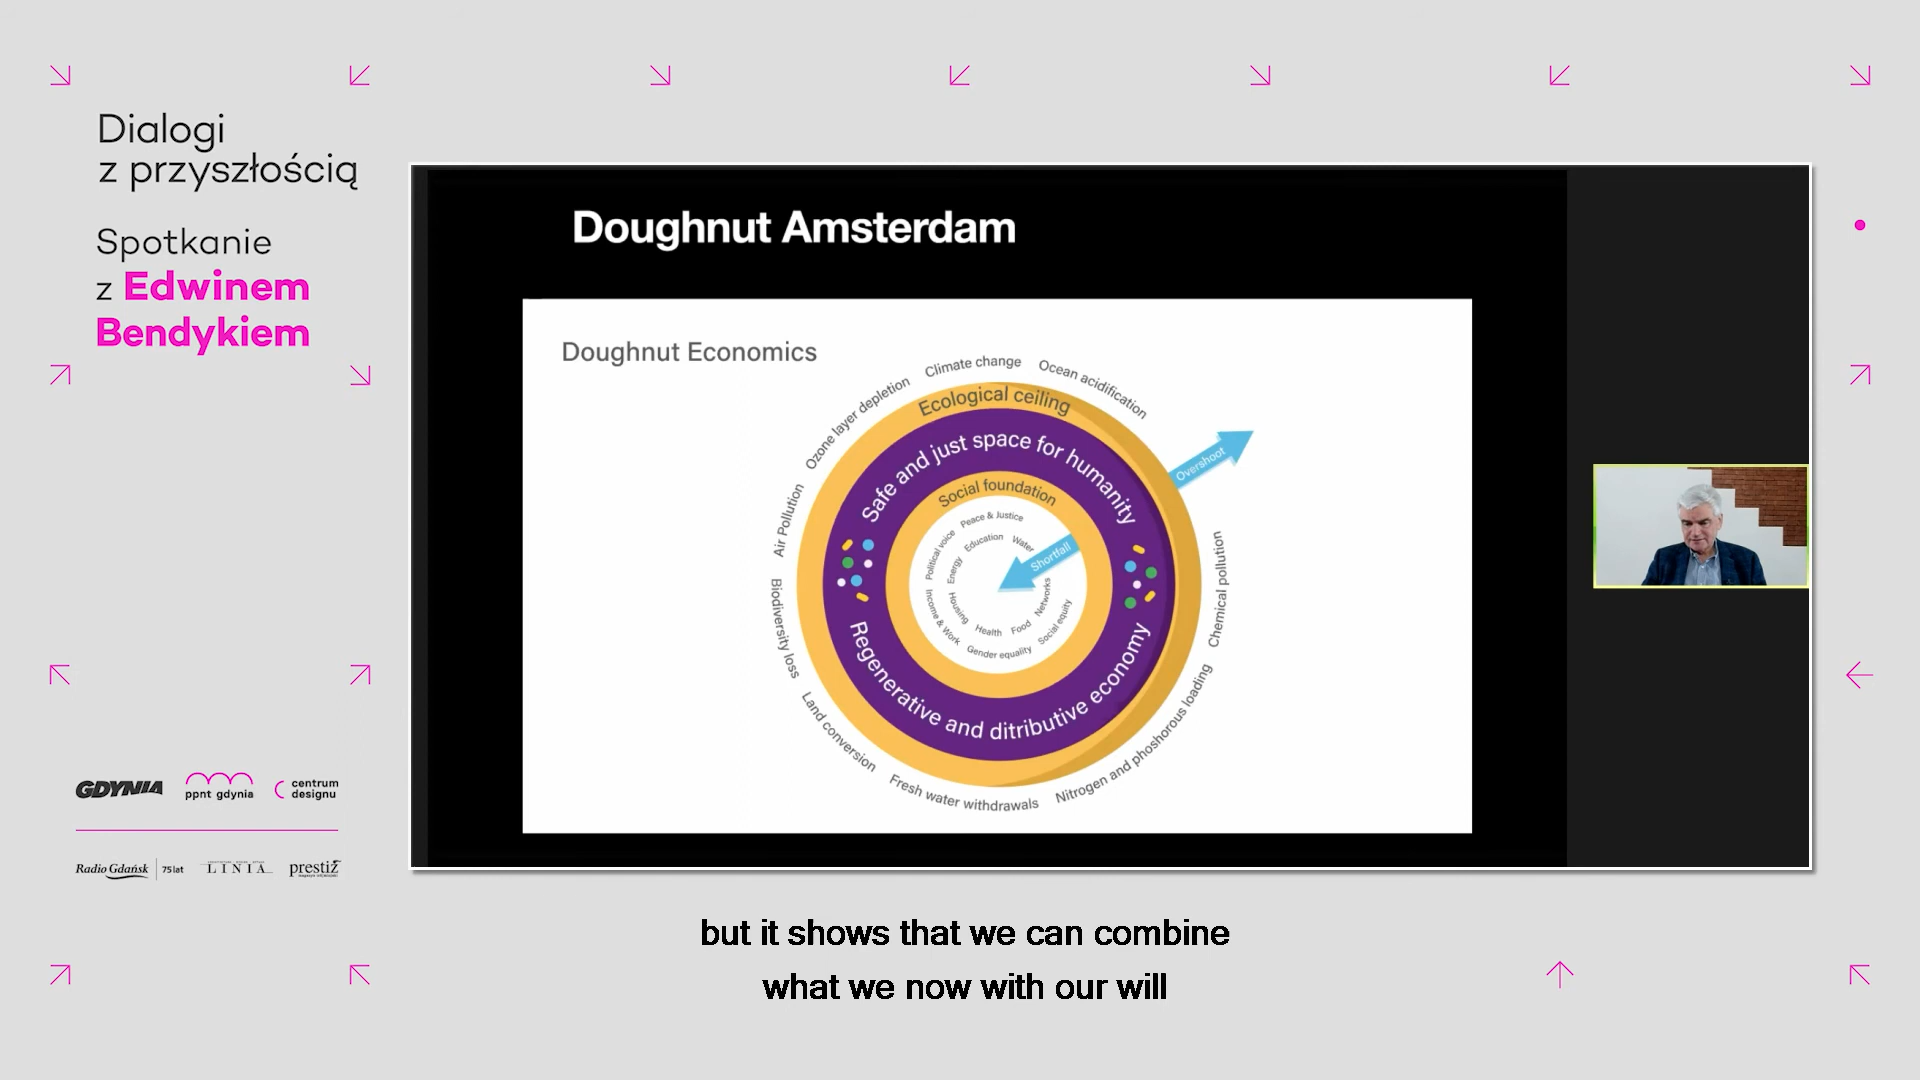 Dialogi
z przyszłością
Spotkanie
z Edwinem
Bendykiem
Doughnut Amsterdam
Doughnut Economics
Climate change
Ocean acidification
Ozone layer depletion
Air Pollution
Biodiversity loss
Land conversion
Fresh water withdrawals
Nitrogen and phoshorous loading
Chemical pollution
Ecological ceiling
Overshoot
Safe and just space for humanity
Regenerative and ditributive economy
Social foundation
Shortfall
Peace & Justice
Political voice
Education
Water
Energy
Income & Work
Housing
Health
Food
Networks
Social equity
Gender equality
GDYNIA
ppnt gdynia
centrum
designu
Radio Gdańsk
75 lat
LINIA
prestiż
but it shows that we can combine
what we now with our will